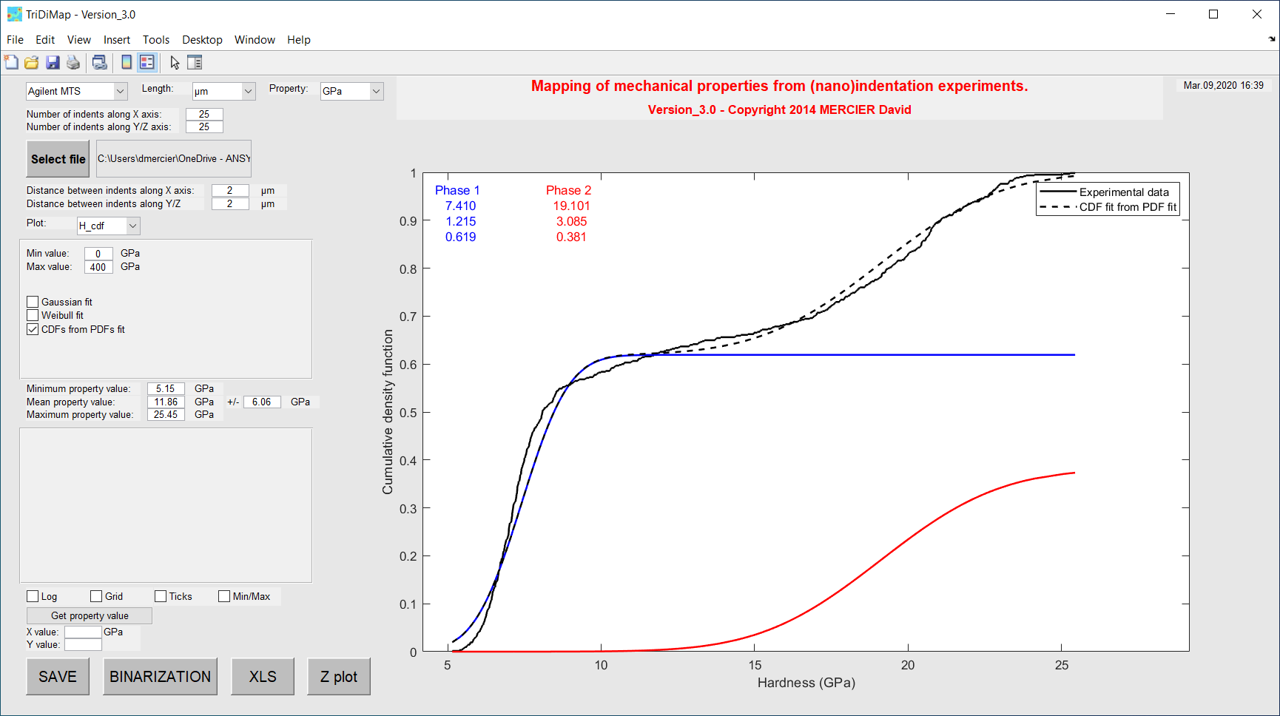 TriDiMap - Version_3.0
File Edit View Insert Tools Desktop Window Help
Agilent MTS Length: µm Property: GPa
Mapping of mechanical properties from (nano)indentation experiments.
Version_3.0 - Copyright 2014 MERCIER David
Mar.09,2020 16:39
Number of indents along X axis: 25
Number of indents along Y/Z axis: 25
Select file C:\Users\dmercier\OneDrive - ANSY
Distance between indents along X axis: 2 µm
Distance between indents along Y/Z 2 µm
Plot: H_cdf
Min value: 0 GPa
Max value: 400 GPa
Gaussian fit
Weibull fit
CDFs from PDFs fit
Minimum property value: 5.15 GPa
Mean property value: 11.86 GPa +/- 6.06 GPa
Maximum property value: 25.45 GPa
Log Grid Ticks Min/Max
Get property value
X value: GPa
Y value:
SAVE BINARIZATION XLS Z plot
Phase 1 Phase 2
7.410 19.101
1.215 3.085
0.619 0.381
Experimental data
CDF fit from PDF fit
Cumulative density function
1
0.9
0.8
0.7
0.6
0.5
0.4
0.3
0.2
0.1
0
5 10 15 20 25
Hardness (GPa)